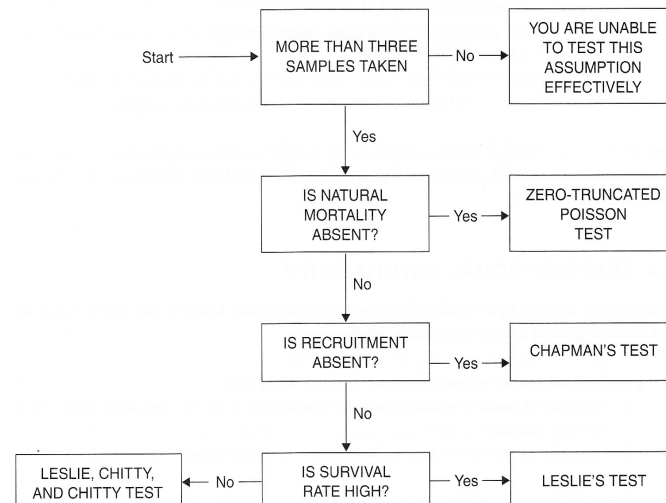 Start
MORE THAN THREE
SAMPLES TAKEN
No
YOU ARE UNABLE
TO TEST THIS
ASSUMPTION
EFFECTIVELY
Yes
IS NATURAL
MORTALITY
ABSENT?
Yes
ZERO-TRUNCATED
POISSON
TEST
No
IS RECRUITMENT
ABSENT?
Yes
CHAPMAN'S TEST
No
LESLIE, CHITTY,
AND CHITTY TEST
No
IS SURVIVAL
RATE HIGH?
Yes
LESLIE'S TEST